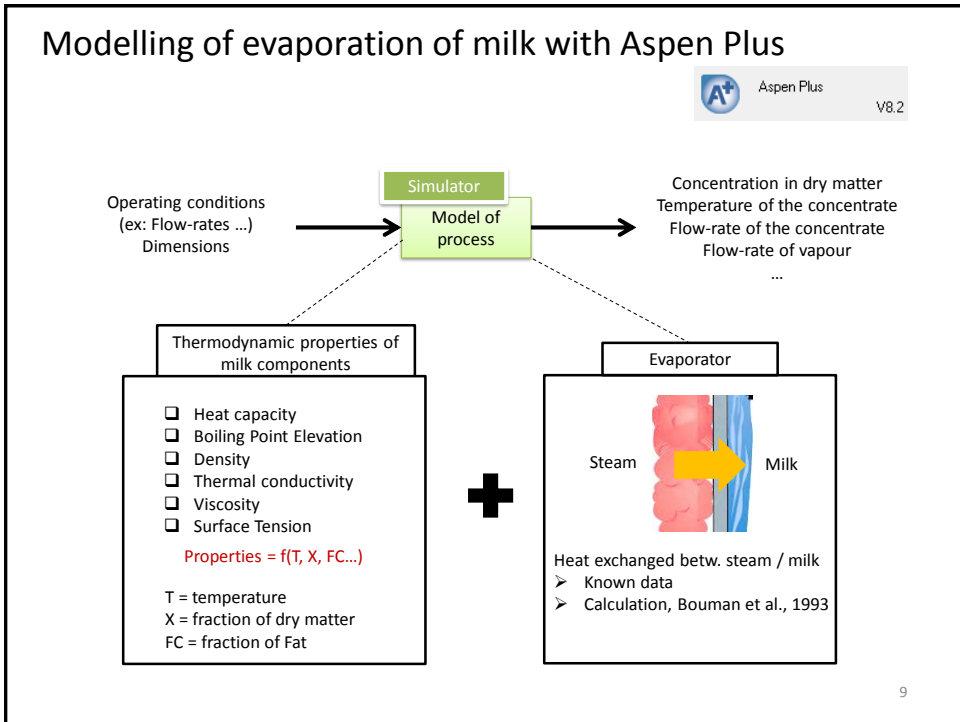 Modelling of evaporation of milk with Aspen Plus
Aspen Plus
V8.2
Operating conditions
(ex: Flow-rates ...)
Dimensions
Simulator
Model of
process
Concentration in dry matter
Temperature of the concentrate
Flow-rate of the concentrate
Flow-rate of vapour
...
Thermodynamic properties of
milk components
Heat capacity
Boiling Point Elevation
Density
Thermal conductivity
Viscosity
Surface Tension
Properties = f(T, X, FC...)
T = temperature
X = fraction of dry matter
FC = fraction of Fat
Evaporator
Steam
Milk
Heat exchanged betw. steam / milk
Known data
Calculation, Bouman et al., 1993
9